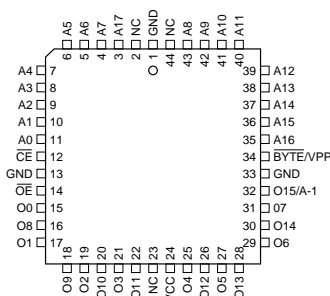 A5
A6
A4
A7
A17
NC
GND
NC
A8
A9
A10
A11
6
5
4
3
2
1
44
43
42
41
40
A4 7
A3 8
A2 9
A1 10
A0 11
CE 12
GND 13
OE 14
O0 15
O8 16
O1 17
39 A12
38 A13
37 A14
36 A15
35 A16
34 BYTE/VPP
33 GND
32 O15/A-1
31 07
30 O14
29 O6
18
19
20
21
22
23
24
25
26
27
28
O9
O2
O10
O3
O11
NC
VCC
O4
O12
O5
O13